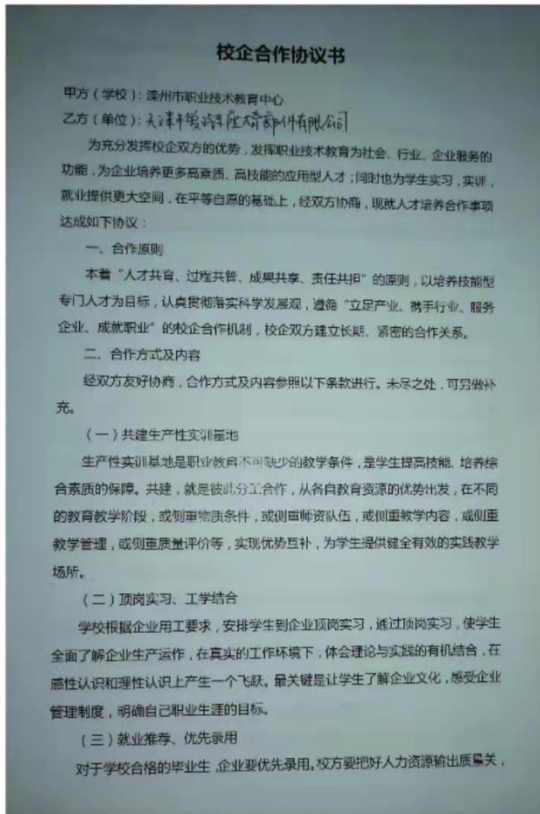 校企合作协议书
甲方（学校）：滦州市职业技术教育中心
乙方（单位）：天津市 有限公司
为充分发挥校企双方的优势，发挥职业技术教育为社会、行业、企业服务的
功能，为企业培养更多高素质、高技能的应用型人才；同时也为学生实习，实训，
就业提供更大空间，在平等自愿的基础上，经双方协商，现就人才培养合作事项
达成如下协议：
一、合作原则
本着“人才共育、过程共管、成果共享、责任共担”的原则，以培养技能型
专门人才为目标，认真贯彻落实科学发展观，遵循“立足产业、携手行业、服务
企业、成就职业”的校企合作机制，校企双方建立长期、紧密的合作关系。
二、合作方式及内容
经双方友好协商，合作方式及内容参照以下条款进行。未尽之处，可另做补
充。
（一）共建生产性实训基地
生产性实训基地是职业教育不可缺少的教学条件，是学生提高技能、培养综
合素质的保障。共建，就是彼此分工合作，从各自教育资源的优势出发，在不同
的教育教学阶段，或侧重物质条件，或侧重师资队伍，或侧重教学内容，或侧重
教学管理，或侧重质量评价等，实现优势互补，为学生提供健全有效的实践教学
场所。
（二）顶岗实习、工学结合
学校根据企业用工要求，安排学生到企业顶岗实习，通过顶岗实习，使学生
全面了解企业生产运作，在真实的工作环境下，体会理论与实践的有机结合，在
感性认识和理性认识上产生一个飞跃。最关键是让学生了解企业文化，感受企业
管理制度，明确自己职业生涯的目标。
（三）就业推荐、优先录用
对于学校合格的毕业生，企业要优先录用。校方要把好人力资源输出质量关，